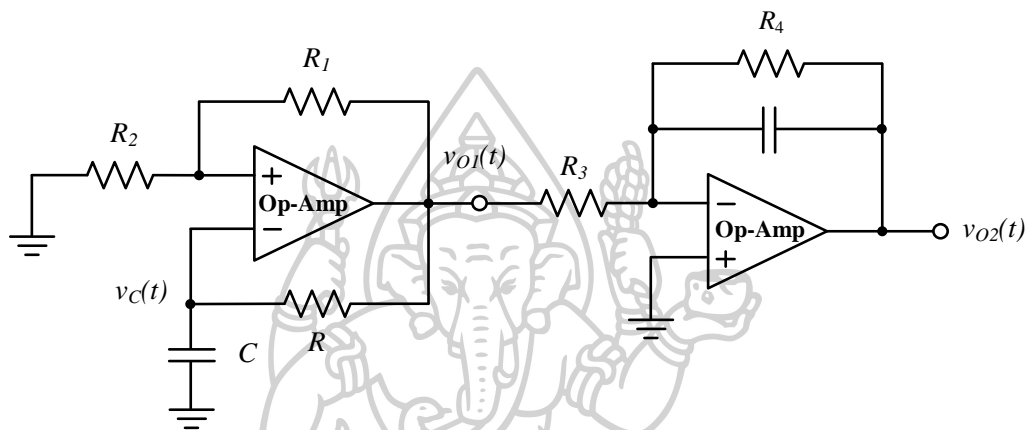 R1
R2
+
Op-Amp
−
vO1(t)
vC(t)
R
C
R3
R4
−
Op-Amp
+
vO2(t)